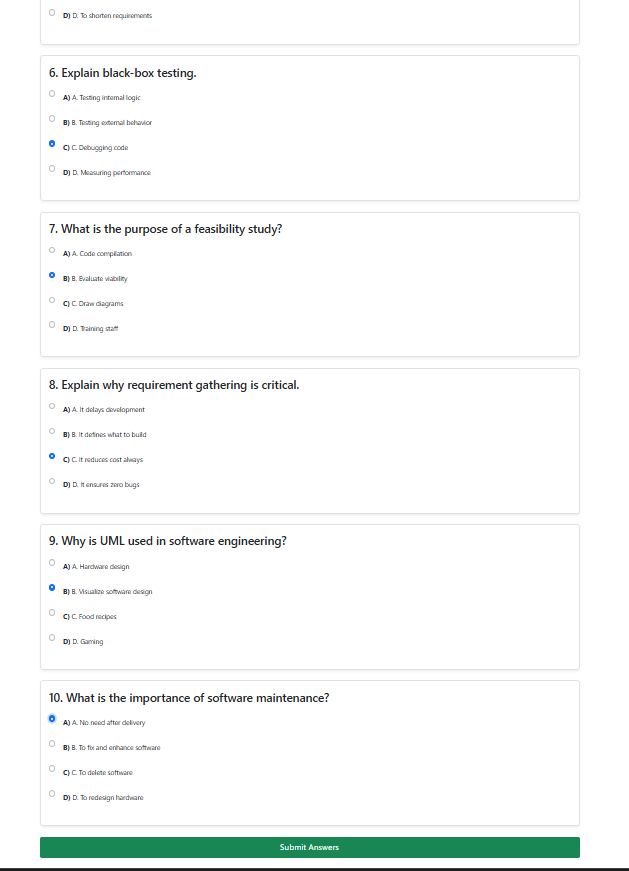 D) D. To shorten requirements
6. Explain black-box testing.
A) A. Testing internal logic
B) B. Testing external behavior
C) C. Debugging code
D) D. Measuring performance
7. What is the purpose of a feasibility study?
A) A. Code compilation
B) B. Evaluate viability
C) C. Draw diagrams
D) D. Training staff
8. Explain why requirement gathering is critical.
A) A. It delays development
B) B. It defines what to build
C) C. It reduces cost always
D) D. It ensures zero bugs
9. Why is UML used in software engineering?
A) A. Hardware design
B) B. Visualize software design
C) C. Food recipes
D) D. Gaming
10. What is the importance of software maintenance?
A) A. No need after delivery
B) B. To fix and enhance software
C) C. To delete software
D) D. To redesign hardware
Submit Answers